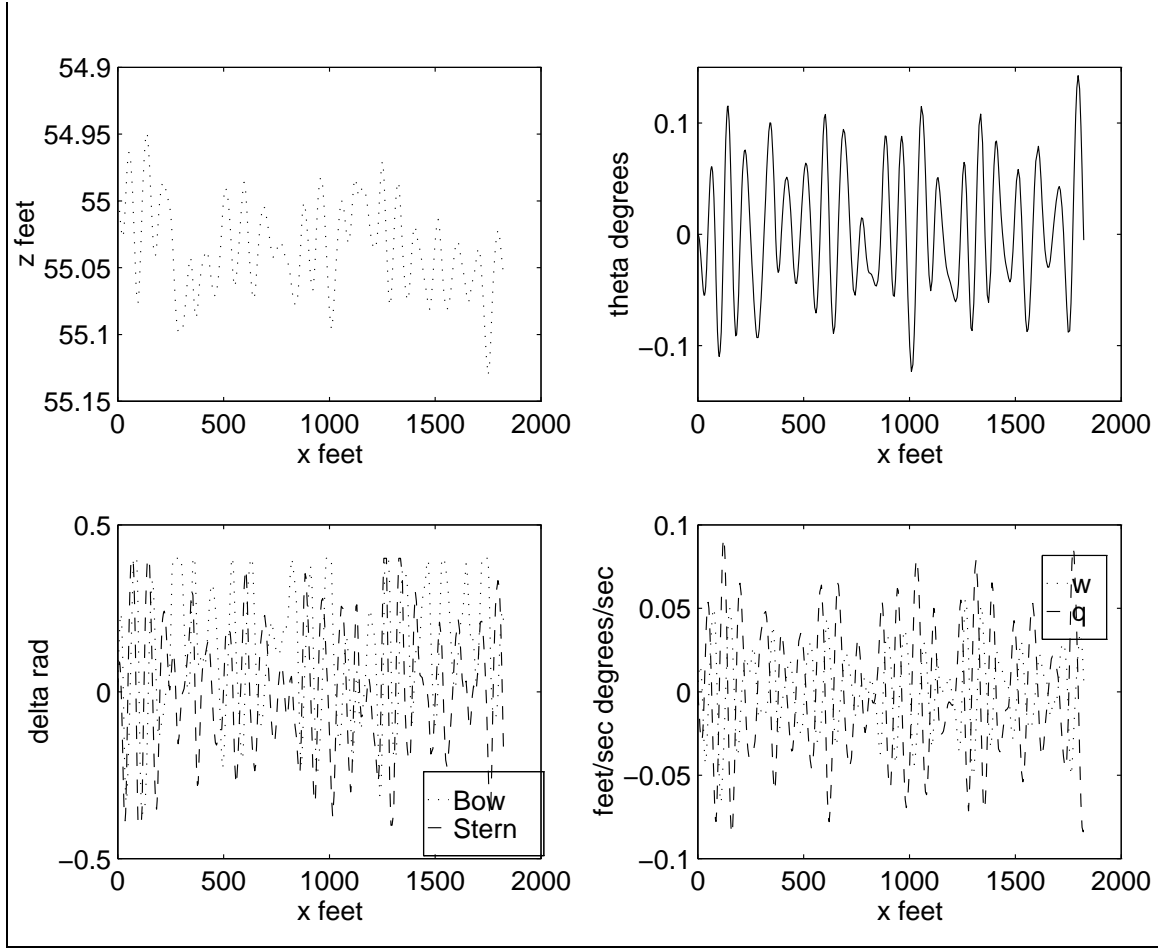 54.9
54.95
55
55.05
55.1
55.15
z feet
0 500 1000 1500 2000
x feet
0.1
0
−0.1
theta degrees
0 500 1000 1500 2000
x feet
0.5
0
−0.5
delta rad
Bow
Stern
0 500 1000 1500 2000
x feet
0.1
0.05
0
−0.05
−0.1
feet/sec degrees/sec
w
q
0 500 1000 1500 2000
x feet